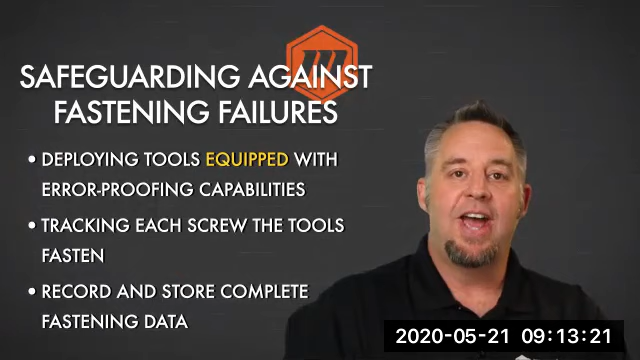 SAFEGUARDING AGAINST
FASTENING FAILURES
• DEPLOYING TOOLS EQUIPPED WITH
ERROR-PROOFING CAPABILITIES
• TRACKING EACH SCREW THE TOOLS
FASTEN
• RECORD AND STORE COMPLETE
FASTENING DATA
2020-05-21 09:13:21